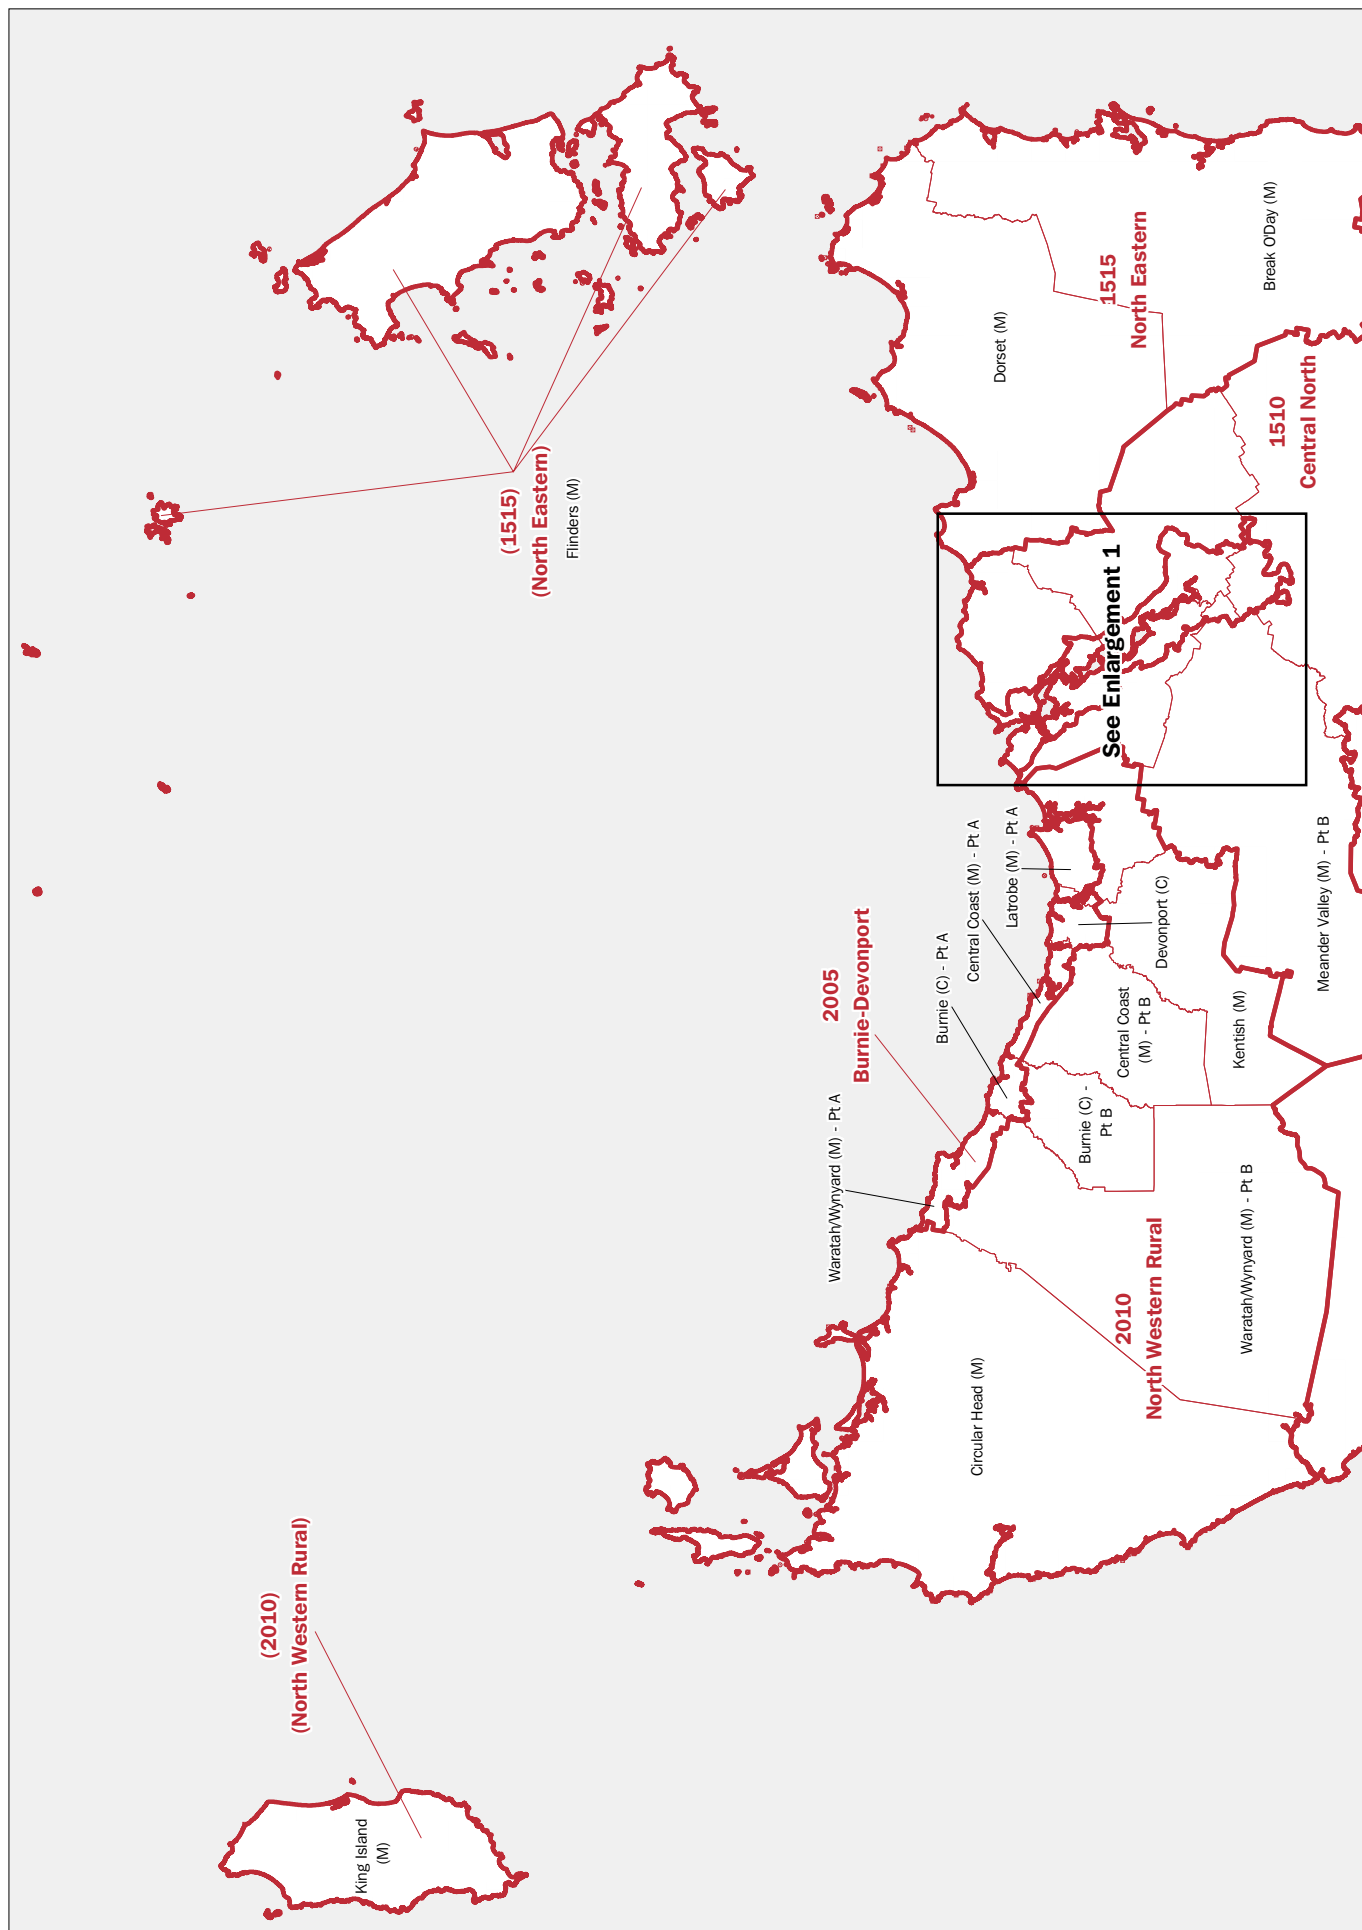 (2010)
(North Western Rural)
King Island
(M)
(1515)
(North Eastern)
Flinders (M)
2005
Burnie-Devonport
Waratah/Wynyard (M) - Pt A
Burnie (C) - Pt A
Central Coast (M) - Pt A
Latrobe (M) - Pt A
Circular Head (M)
2010
North Western Rural
Waratah/Wynyard (M) - Pt B
Burnie (C) -
Pt B
Central Coast
(M) - Pt B
Devonport (C)
Kentish (M)
Meander Valley (M) - Pt B
See Enlargement 1
Dorset (M)
1515
North Eastern
Break O'Day (M)
1510
Central North